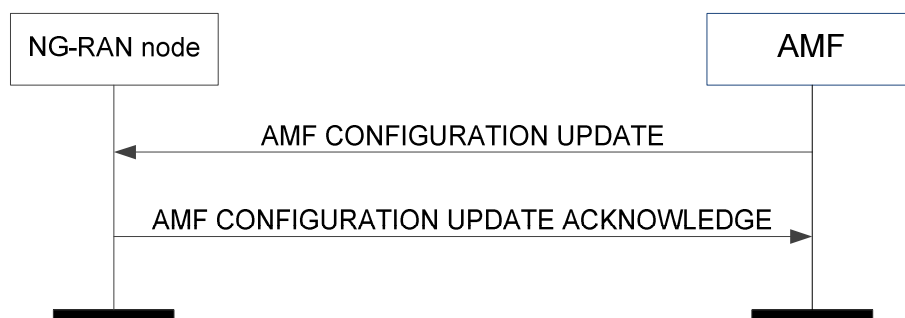 NG-RAN node
AMF
AMF CONFIGURATION UPDATE
AMF CONFIGURATION UPDATE ACKNOWLEDGE